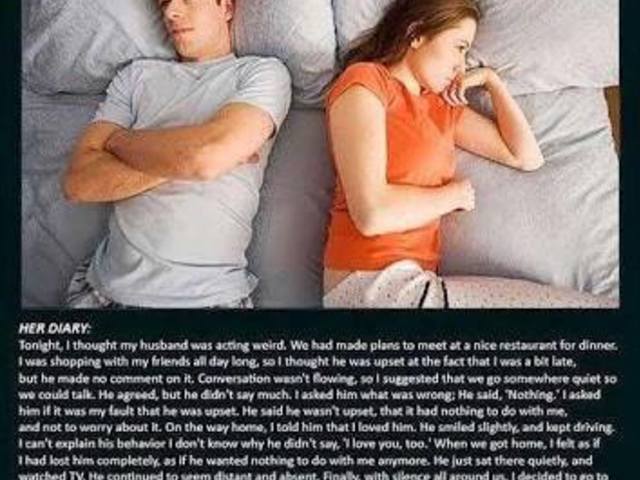 HER DIARY:
Tonight, I thought my husband was acting weird. We had made plans to meet at a nice restaurant for dinner.
I was shopping with my friends all day long, so I thought he was upset at the fact that I was a bit late,
but he made no comment on it. Conversation wasn't flowing, so I suggested that we go somewhere quiet so
we could talk. He agreed, but he didn't say much. I asked him what was wrong; He said, 'Nothing.' I asked
him if it was my fault that he was upset. He said he wasn't upset, that it had nothing to do with me,
and not to worry about it. On the way home, I told him that I loved him. He smiled slightly, and kept driving.
I can't explain his behavior I don't know why he didn't say, 'I love you, too.' When we got home, I felt as if
I had lost him completely, as if he wanted nothing to do with me anymore. He just sat there quietly, and
watched TV. He continued to seem distant and absent. Finally, with silence all around us, I decided to go to